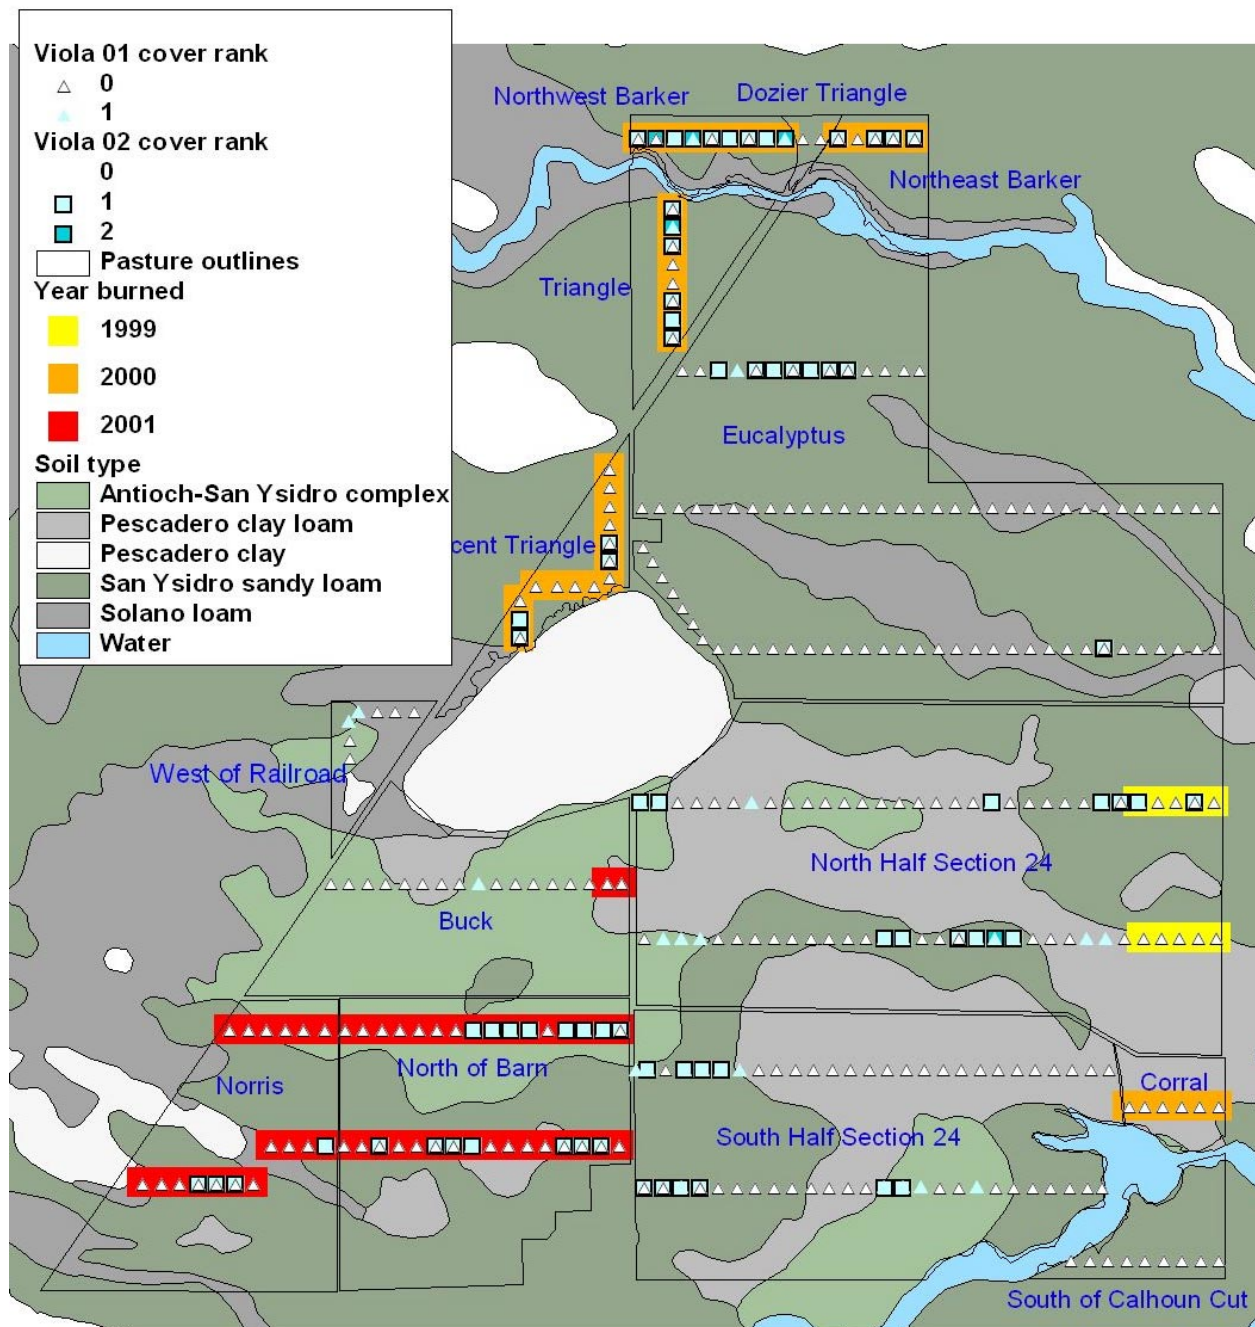 Viola 01 cover rank
0
1
Viola 02 cover rank
0
1
2
Pasture outlines
Year burned
1999
2000
2001
Soil type
Antioch-San Ysidro complex
Pescadero clay loam
Pescadero clay
San Ysidro sandy loam
Solano loam
Water
Northwest Barker
Dozier Triangle
Northeast Barker
Triangle
Eucalyptus
cent Triangle
West of Railroad
North Half Section 24
Buck
North of Barn
Norris
Corral
South Half Section 24
South of Calhoun Cut